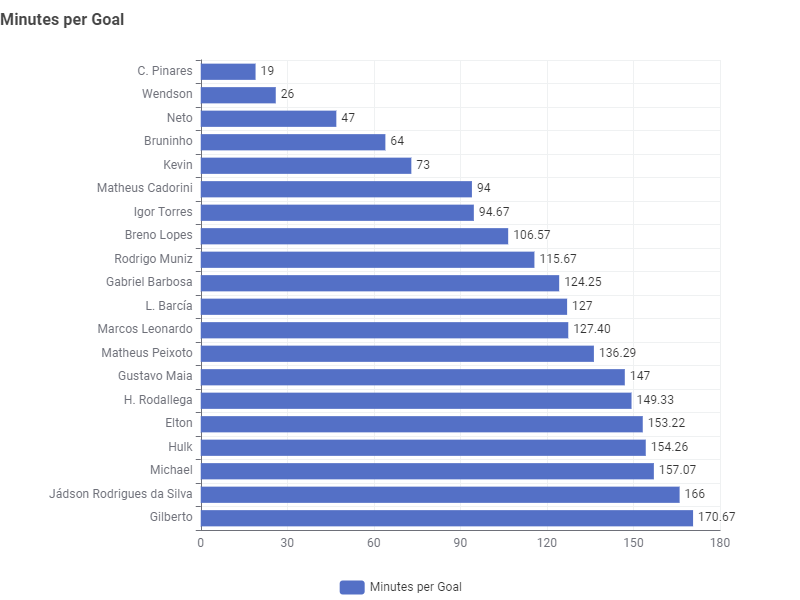 Minutes per Goal
C. Pinares 19
Wendson 26
Neto 47
Bruninho 64
Kevin 73
Matheus Cadorini 94
Igor Torres 94.67
Breno Lopes 106.57
Rodrigo Muniz 115.67
Gabriel Barbosa 124.25
L. Barcía 127
Marcos Leonardo 127.40
Matheus Peixoto 136.29
Gustavo Maia 147
H. Rodallega 149.33
Elton 153.22
Hulk 154.26
Michael 157.07
Jádson Rodrigues da Silva 166
Gilberto 170.67
0 30 60 90 120 150 180
Minutes per Goal